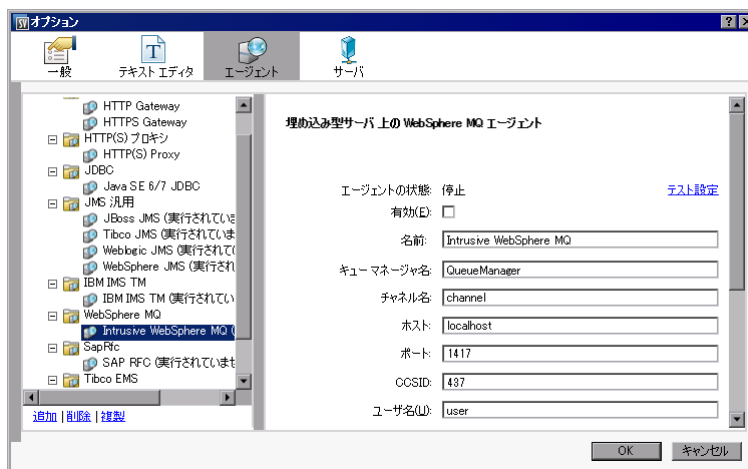 SV オプション
一般 テキスト エディタ エージェント サーバ
HTTP Gateway
HTTPS Gateway
HTTP(S) プロキシ
HTTP(S) Proxy
JDBC
Java SE 6/7 JDBC
JMS 汎用
JBoss JMS (実行されていま
Tibco JMS (実行されていま
Weblogic JMS (実行されて(
WebSphere JMS (実行され
IBM IMS TM
IBM IMS TM (実行されてい
WebSphere MQ
Intrusive WebSphere MQ (
SapRfc
SAP RFC (実行されていませ
Tibco EMS
追加 | 削除 | 複製
埋め込み型サーバ 上の WebSphere MQ エージェント
エージェントの状態: 停止 テスト設定
有効(E):
名前: Intrusive WebSphere MQ
キュー マネージャ名: QueueManager
チャネル名: channel
ホスト: localhost
ポート: 1417
CCSID: 437
ユーザ名(U): user
OK キャンセル